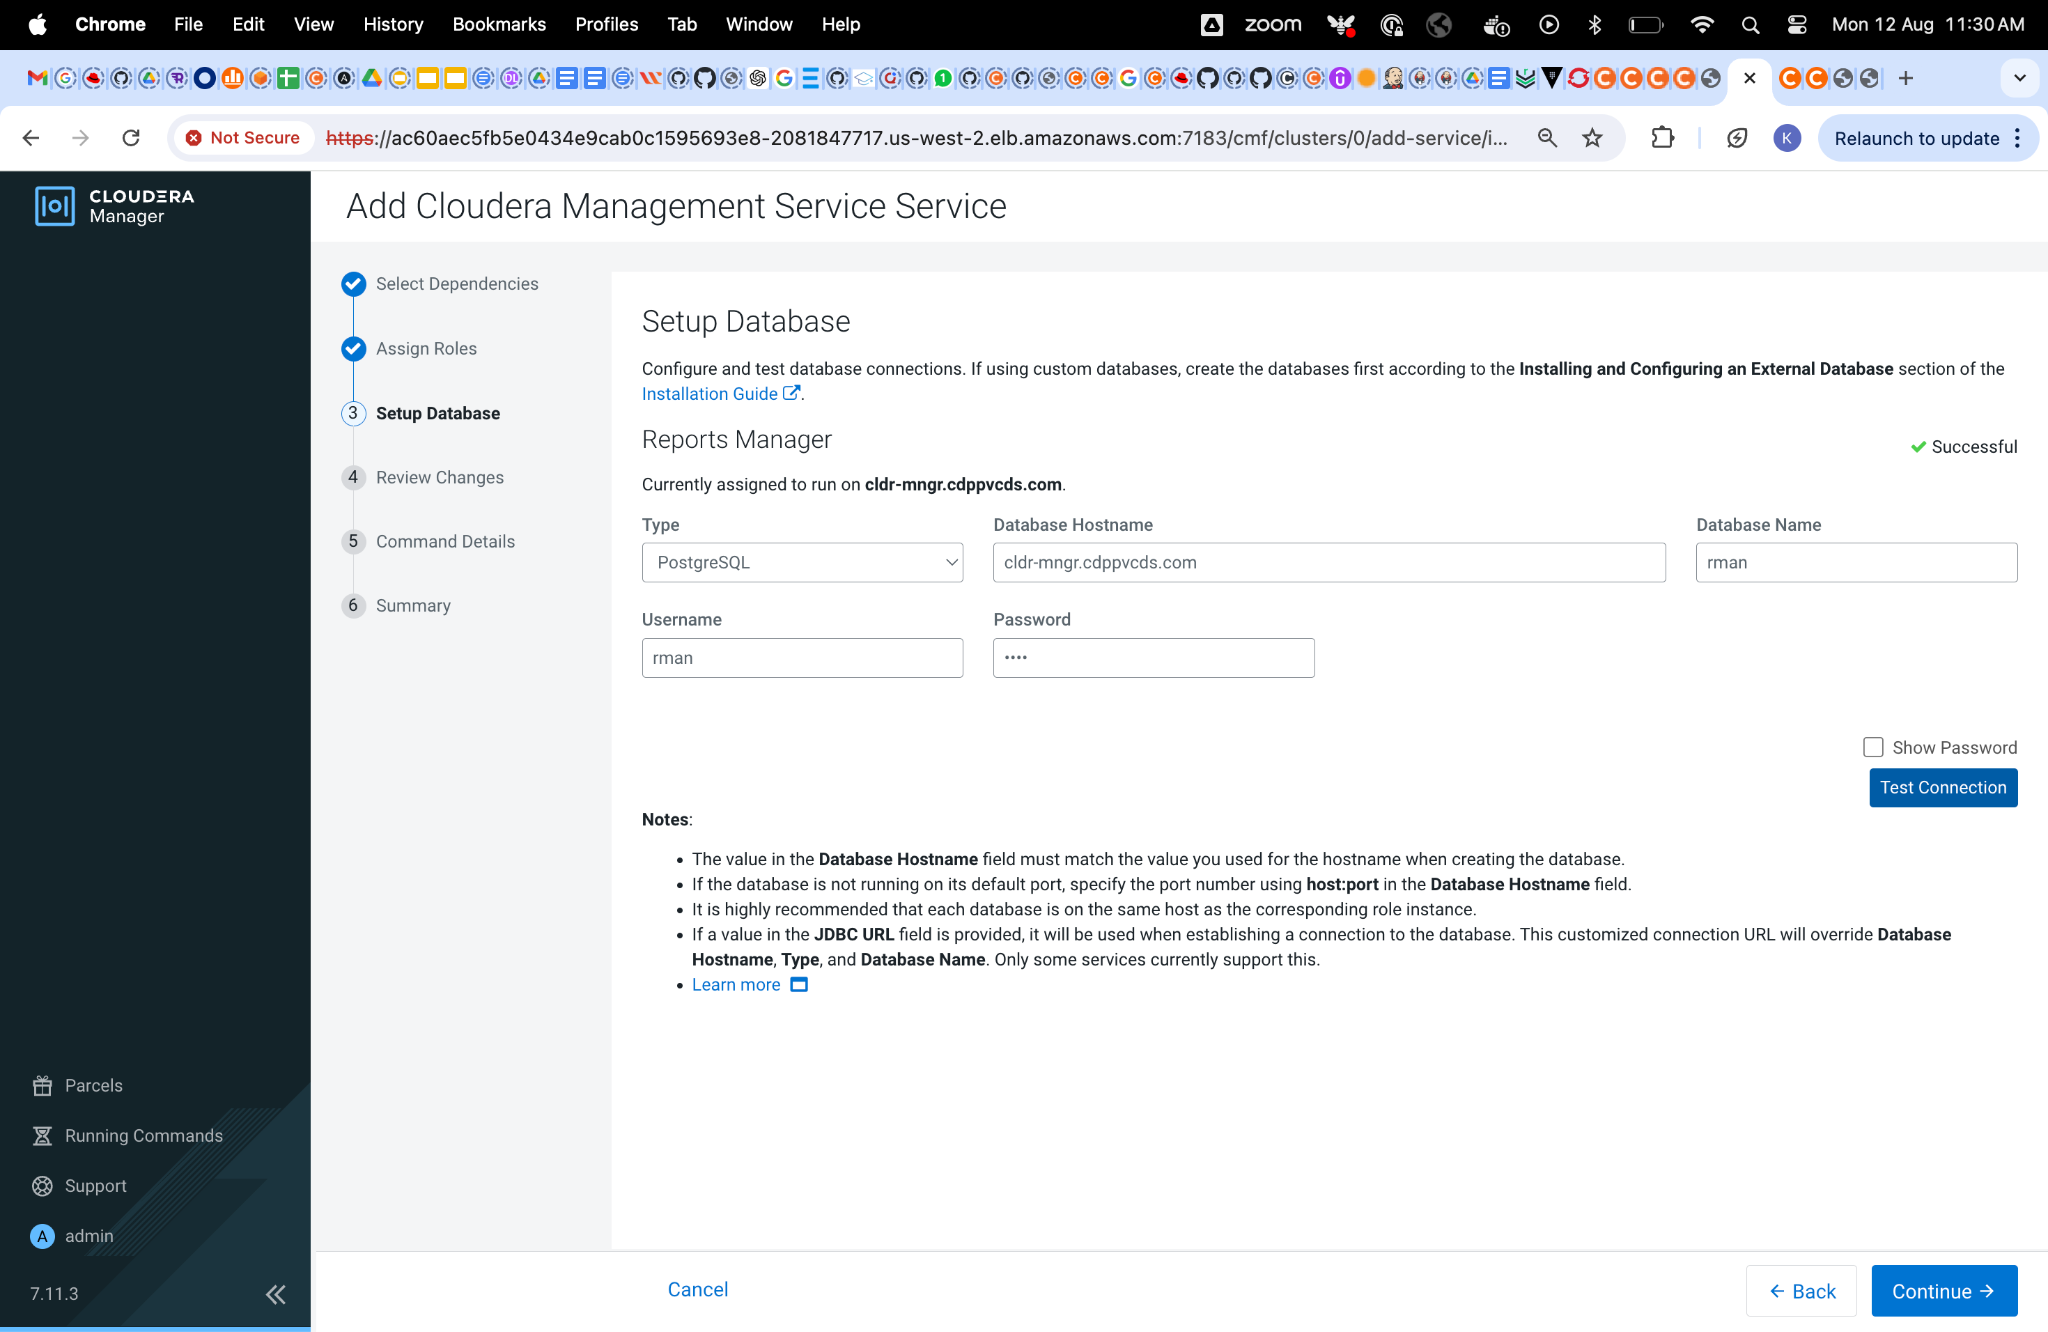 Chrome File Edit View History Bookmarks Profiles Tab Window Help zoom Mon 12 Aug 11:30 AM
Not Secure https://ac60aec5fb5e0434e9cab0c1595693e8-2081847717.us-west-2.elb.amazonaws.com:7183/cmf/clusters/0/add-service/i... K Relaunch to update
CLOUDERA
Manager
Add Cloudera Management Service Service
Select Dependencies
Assign Roles
3 Setup Database
4 Review Changes
5 Command Details
6 Summary
Setup Database
Configure and test database connections. If using custom databases, create the databases first according to the Installing and Configuring an External Database section of the
Installation Guide.
Reports Manager
Successful
Currently assigned to run on cldr-mngr.cdppvcds.com.
Type Database Hostname Database Name
PostgreSQL cldr-mngr.cdppvcds.com rman
Username Password
rman ••••
Show Password
Test Connection
Notes:
• The value in the Database Hostname field must match the value you used for the hostname when creating the database.
• If the database is not running on its default port, specify the port number using host:port in the Database Hostname field.
• It is highly recommended that each database is on the same host as the corresponding role instance.
• If a value in the JDBC URL field is provided, it will be used when establishing a connection to the database. This customized connection URL will override Database
Hostname, Type, and Database Name. Only some services currently support this.
• Learn more
Parcels
Running Commands
Support
A admin
7.11.3
Cancel
← Back
Continue →